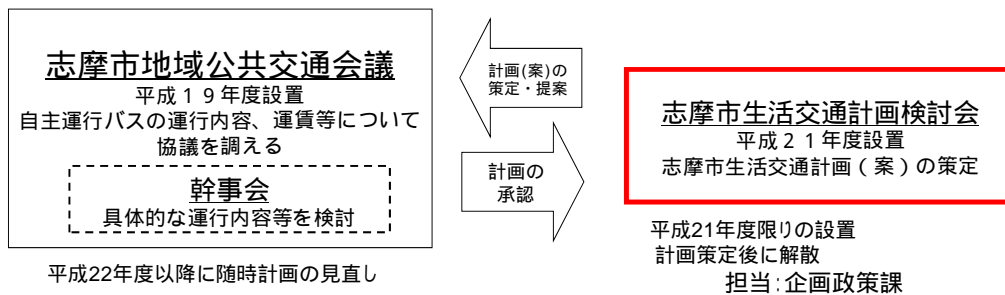 志摩市地域公共交通会議
平成１９年度設置
自主運行バスの運行内容、運賃等について
協議を調える
幹事会
具体的な運行内容等を検討
平成22年度以降に随時計画の見直し
計画(案)の
策定・提案
計画の
承認
志摩市生活交通計画検討会
平成２１年度設置
志摩市生活交通計画（案）の策定
平成21年度限りの設置
計画策定後に解散
担当:企画政策課